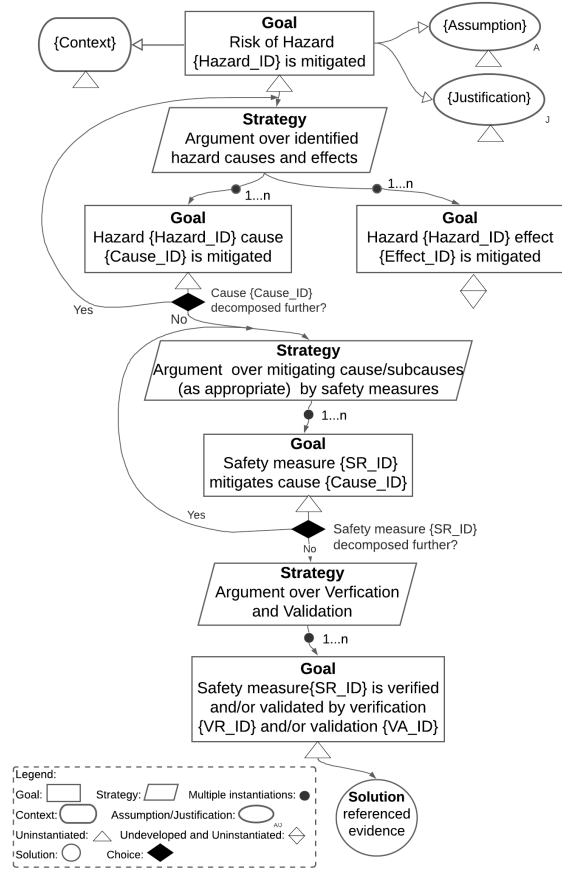 Goal
Risk of Hazard
{Hazard_ID} is mitigated
{Context}
{Assumption}
A
{Justification}
J
Strategy
Argument over identified
hazard causes and effects
1...n
1...n
Goal
Hazard {Hazard_ID} cause
{Cause_ID} is mitigated
Goal
Hazard {Hazard_ID} effect
{Effect_ID} is mitigated
Cause {Cause_ID}
decomposed further?
Yes
No
Strategy
Argument over mitigating cause/subcauses
(as appropriate) by safety measures
1...n
Goal
Safety measure {SR_ID}
mitigates cause {Cause_ID}
Yes
Safety measure {SR_ID}
decomposed further?
No
Strategy
Argument over Verfication
and Validation
1...n
Goal
Safety measure{SR_ID} is verified
and/or validated by verification
{VR_ID} and/or validation {VA_ID}
Solution
referenced
evidence
Legend:
Goal: Strategy: Multiple instantiations:
Context: Assumption/Justification: A/J
Uninstantiated: Undeveloped and Uninstantiated:
Solution: Choice: